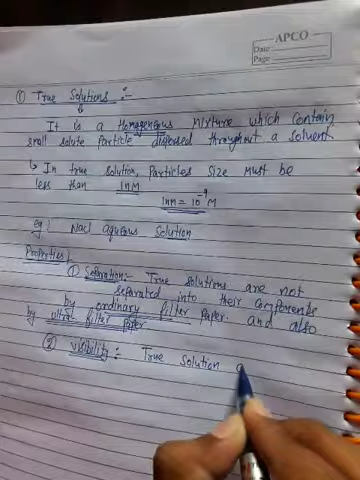 APCO
Date
Page
① True Solutions :-
It is a Homogeneous Mixture which contain
small solute Particle dispersed throughout a solvent
↳ In true solution, Particles size must be
less than 1nm
1nm = 10⁻⁹ M
eg! Nacl aqueous Solution
Properties
① Separation:- True solutions are not
separated into their components
by ordinary filter Paper. and also
by ultra filter Paper
② visibility:- True Solution